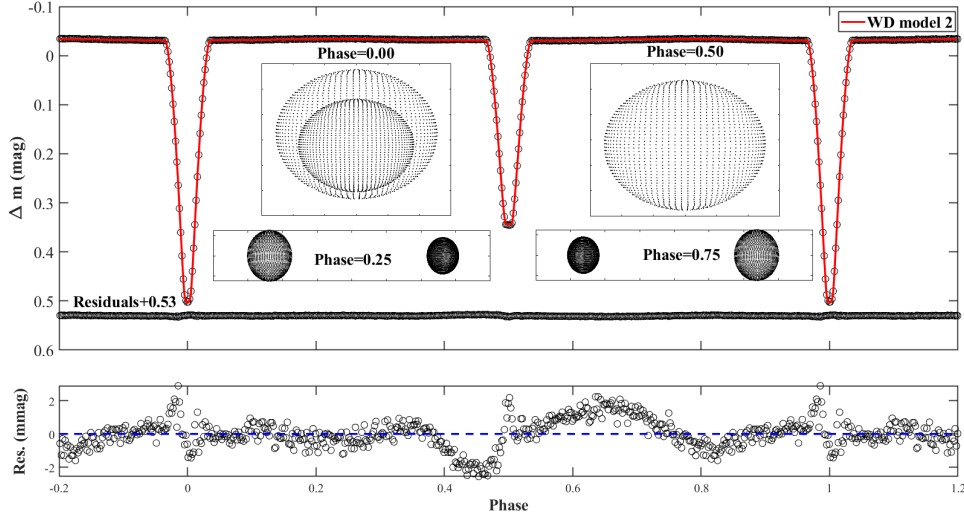 -0.1
WD model 2
0
Phase=0.00
Phase=0.50
0.1
0.2
Δ m (mag)
0.3
0.4
Phase=0.25
Phase=0.75
0.5
Residuals+0.53
0.6
2
0
-2
Res. (mmag)
-0.2
0
0.2
0.4
0.6
0.8
1
1.2
Phase